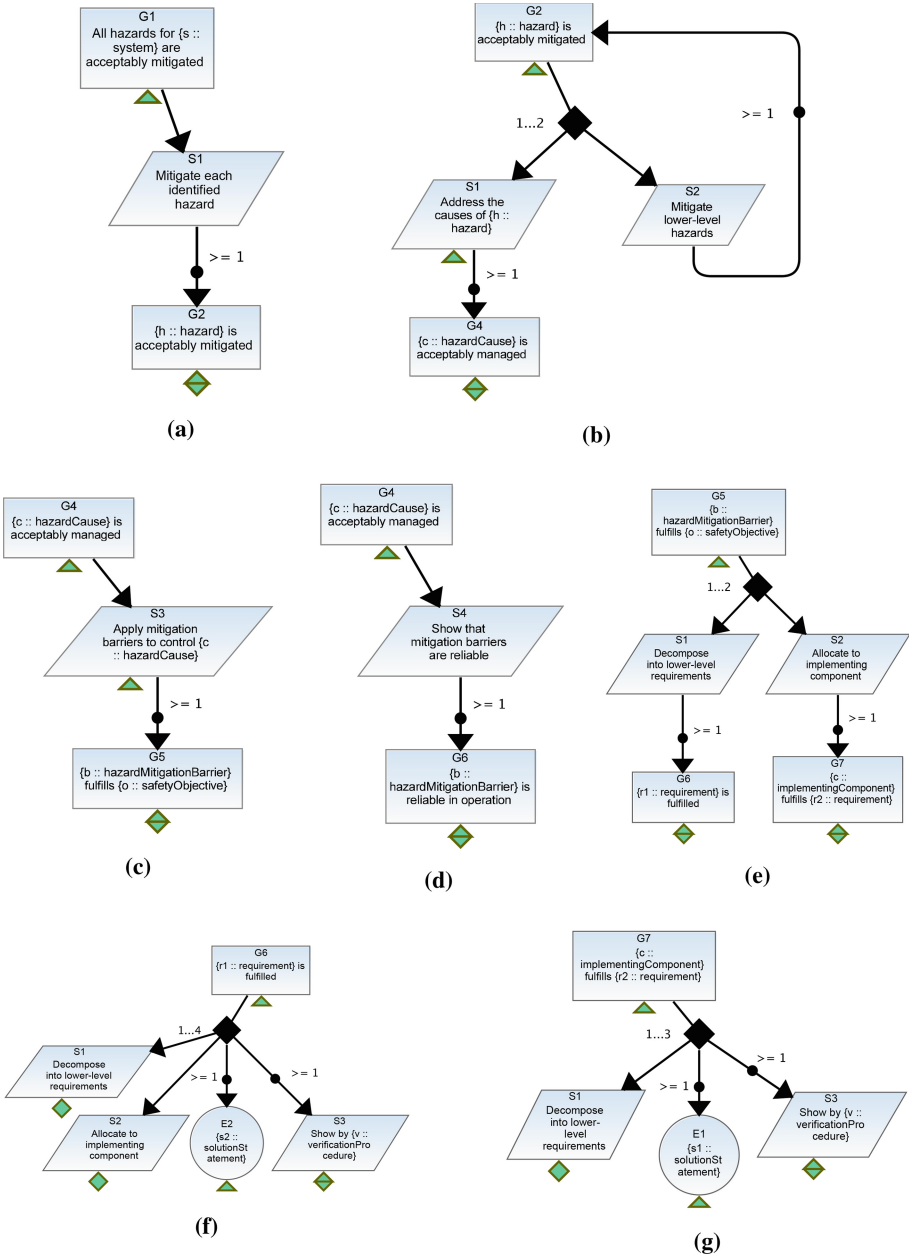 G1
All hazards for {s ::
system} are
acceptably mitigated
S1
Mitigate each
identified
hazard
>= 1
G2
{h :: hazard} is
acceptably mitigated
(a)
G2
{h :: hazard} is
acceptably mitigated
1...2
>= 1
S1
Address the
causes of {h ::
hazard}
S2
Mitigate
lower-level
hazards
>= 1
G4
{c :: hazardCause} is
acceptably managed
(b)
G4
{c :: hazardCause} is
acceptably managed
S3
Apply mitigation
barriers to control {c
:: hazardCause}
>= 1
G5
{b :: hazardMitigationBarrier}
fulfills {o :: safetyObjective}
(c)
G4
{c :: hazardCause} is
acceptably managed
S4
Show that
mitigation barriers
are reliable
>= 1
G6
{b ::
hazardMitigationBarrier} is
reliable in operation
(d)
G5
{b ::
hazardMitigationBarrier}
fulfills {o :: safetyObjective}
1...2
S1
Decompose
into lower-level
requirements
S2
Allocate to
implementing
component
>= 1
>= 1
G6
{r1 :: requirement} is
fulfilled
G7
{c ::
implementingComponent}
fulfills {r2 :: requirement}
(e)
G6
{r1 :: requirement} is
fulfilled
1...4
S1
Decompose
into lower-level
requirements
>= 1
>= 1
S2
Allocate to
implementing
component
E2
{s2 ::
solutionSt
atement}
S3
Show by {v ::
verificationPro
cedure}
(f)
G7
{c ::
implementingComponent}
fulfills {r2 :: requirement}
1...3
>= 1
>= 1
S1
Decompose
into lower-
level
requirements
E1
{s1 ::
solutionSt
atement}
S3
Show by {v ::
verificationPro
cedure}
(g)